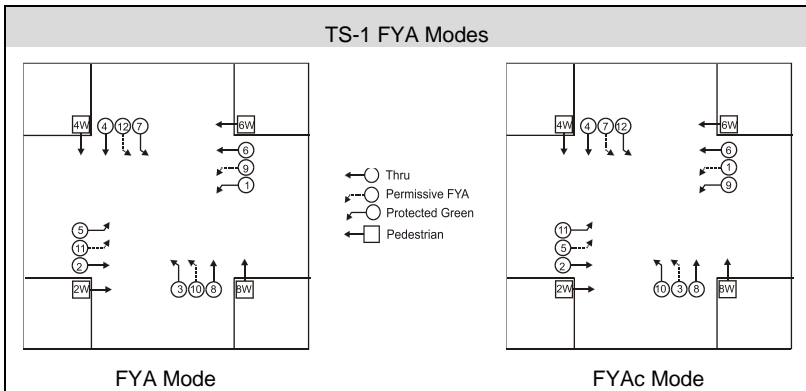 TS-1 FYA Modes
4W 4 12 7
6W
6
9
1
5
11
2
2W
3 10 8
8W
FYA Mode
Thru
Permissive FYA
Protected Green
Pedestrian
4W 4 7 12
6W
6
1
9
11
5
2
2W
10 3 8
8W
FYAc Mode